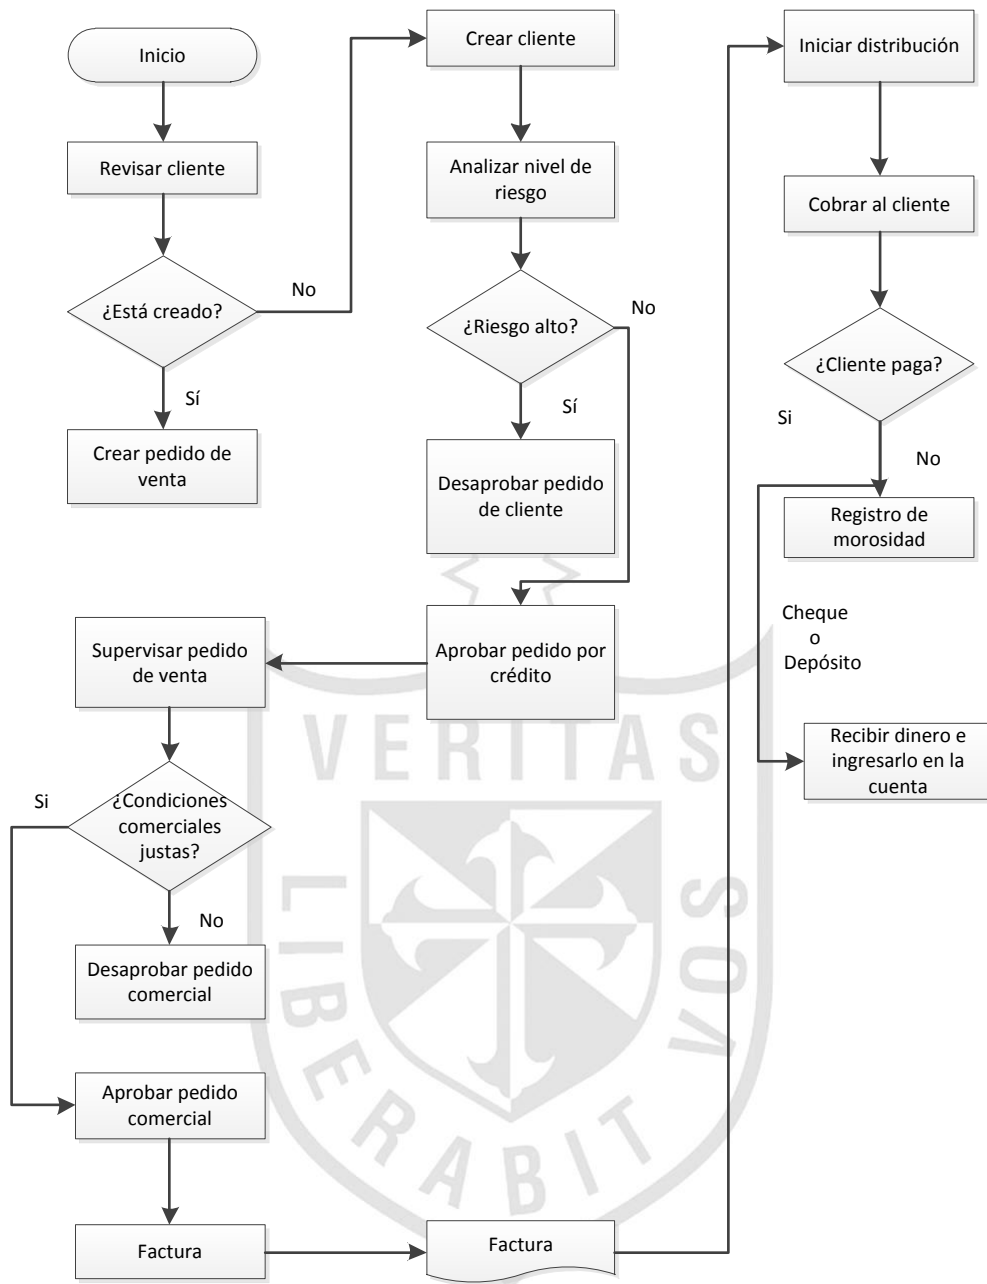 Inicio
Revisar cliente
¿Está creado?
No
Sí
Crear pedido de
venta
Crear cliente
Analizar nivel de
riesgo
¿Riesgo alto?
No
Sí
Desaprobar pedido
de cliente
Aprobar pedido por
crédito
Supervisar pedido
de venta
¿Condiciones
comerciales
justas?
Si
No
Desaprobar pedido
comercial
Aprobar pedido
comercial
Factura
Factura
Iniciar distribución
Cobrar al cliente
¿Cliente paga?
Si
No
Registro de
morosidad
Cheque
o
Depósito
Recibir dinero e
ingresarlo en la
cuenta
VERITAS
LIBERABIT
VOS